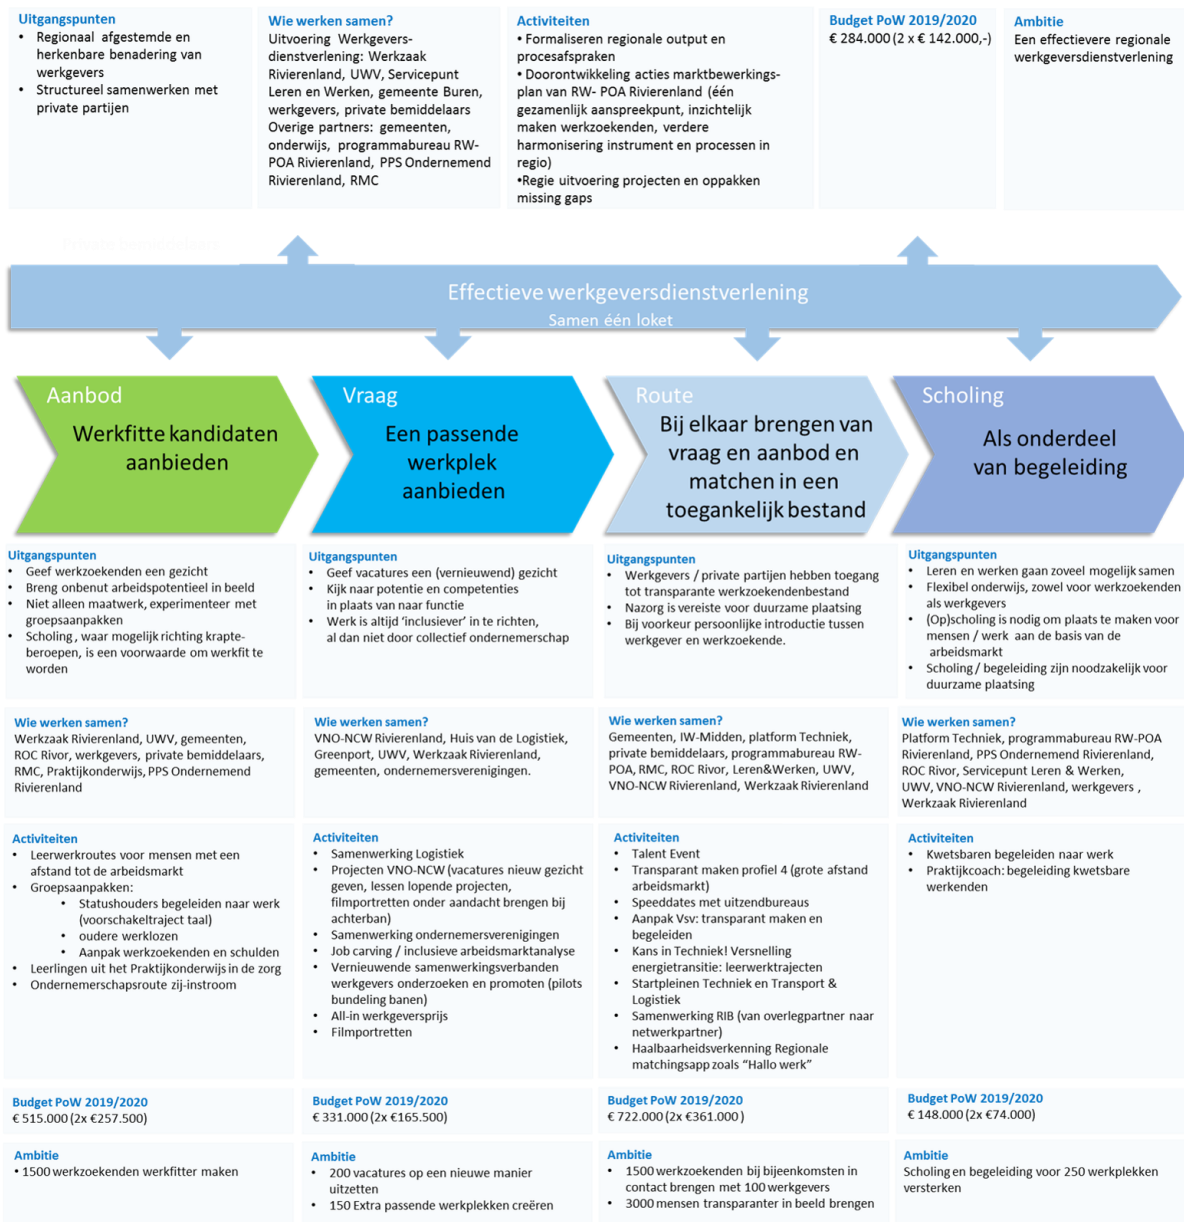 Uitgangspunten
• Regionaal afgestemde en
herkenbare benadering van
werkgevers
• Structureel samenwerken met
private partijen
Wie werken samen?
Uitvoering Werkgevers-
dienstverlening: Werkzaak
Rivierenland, UWV, Servicepunt
Leren en Werken, gemeente Buren,
werkgevers, private bemiddelaars
Overige partners: gemeenten,
onderwijs, programmabureau RW-
POA Rivierenland, PPS Ondernemend
Rivierenland, RMC
Activiteiten
• Formaliseren regionale output en
procesafspraken
• Doorontwikkeling acties marktbewerkings-
plan van RW- POA Rivierenland (één
gezamenlijk aanspreekpunt, inzichtelijk
maken werkzoekenden, verdere
harmonisering instrument en processen in
regio)
•Regie uitvoering projecten en oppakken
missing gaps
Budget PoW 2019/2020
€ 284.000 (2 x € 142.000,-)
Ambitie
Een effectievere regionale
werkgeversdienstverlening
Effectieve werkgeversdienstverlening
Samen één loket
Aanbod
Werkfitte kandidaten
aanbieden
Vraag
Een passende
werkplek
aanbieden
Route
Bij elkaar brengen van
vraag en aanbod en
matchen in een
toegankelijk bestand
Scholing
Als onderdeel
van begeleiding
Uitgangspunten
• Geef werkzoekenden een gezicht
• Breng onbenut arbeidspotentieel in beeld
• Niet alleen maatwerk, experimenteer met
groepsaanpakken
• Scholing , waar mogelijk richting krapte-
beroepen, is een voorwaarde om werkfit te
worden
Uitgangspunten
• Geef vacatures een (vernieuwend) gezicht
• Kijk naar potentie en competenties
in plaats van naar functie
• Werk is altijd ‘inclusiever’ in te richten,
al dan niet door collectief ondernemerschap
Uitgangspunten
• Werkgevers / private partijen hebben toegang
tot transparante werkzoekendenbestand
• Nazorg is vereiste voor duurzame plaatsing
• Bij voorkeur persoonlijke introductie tussen
werkgever en werkzoekende.
Uitgangspunten
• Leren en werken gaan zoveel mogelijk samen
• Flexibel onderwijs, zowel voor werkzoekenden
als werkgevers
• (Op)scholing is nodig om plaats te maken voor
mensen / werk aan de basis van de
arbeidsmarkt
• Scholing / begeleiding zijn noodzakelijk voor
duurzame plaatsing
Wie werken samen?
Werkzaak Rivierenland, UWV, gemeenten,
ROC Rivor, werkgevers, private bemiddelaars,
RMC, Praktijkonderwijs, PPS Ondernemend
Rivierenland
Wie werken samen?
VNO-NCW Rivierenland, Huis van de Logistiek,
Greenport, UWV, Werkzaak Rivierenland,
gemeenten, ondernemersverenigingen.
Wie werken samen?
Gemeenten, IW-Midden, platform Techniek,
private bemiddelaars, programmabureau RW-
POA, RMC, ROC Rivor, Leren&Werken, UWV,
VNO-NCW Rivierenland, Werkzaak Rivierenland
Wie werken samen?
Platform Techniek, programmabureau RW-POA
Rivierenland, PPS Ondernemend Rivierenland,
ROC Rivor, Servicepunt Leren & Werken,
UWV, VNO-NCW Rivierenland, werkgevers ,
Werkzaak Rivierenland
Activiteiten
• Leerwerkroutes voor mensen met een
afstand tot de arbeidsmarkt
• Groepsaanpakken:
• Statushouders begeleiden naar werk
(voorschakeltraject taal)
• oudere werklozen
• Aanpak werkzoekenden en schulden
• Leerlingen uit het Praktijkonderwijs in de zorg
• Ondernemerschapsroute zij-instroom
Activiteiten
• Samenwerking Logistiek
• Projecten VNO-NCW (vacatures nieuw gezicht
geven, lessen lopende projecten,
filmportretten onder aandacht brengen bij
achterban)
• Samenwerking ondernemersverenigingen
• Job carving / inclusieve arbeidsmarktanalyse
• Vernieuwende samenwerkingsverbanden
werkgevers onderzoeken en promoten (pilots
bundeling banen)
• All-in werkgeversprijs
• Filmportretten
Activiteiten
• Talent Event
• Transparant maken profiel 4 (grote afstand
arbeidsmarkt)
• Speeddates met uitzendbureaus
• Aanpak Vsv: transparant maken en
begeleiden
• Kans in Techniek! Versnelling
energietransitie: leerwerktrajecten
• Startpleinen Techniek en Transport &
Logistiek
• Samenwerking RIB (van overlegpartner naar
netwerkpartner)
• Haalbaarheidsverkenning Regionale
matchingsapp zoals “Hallo werk”
Activiteiten
• Kwetsbaren begeleiden naar werk
• Praktijkcoach: begeleiding kwetsbare
werkenden
Budget PoW 2019/2020
€ 515.000 (2x €257.500)
Budget PoW 2019/2020
€ 331.000 (2x €165.500)
Budget PoW 2019/2020
€ 722.000 (2x €361.000 )
Budget PoW 2019/2020
€ 148.000 (2x €74.000)
Ambitie
• 1500 werkzoekenden werkfitter maken
Ambitie
• 200 vacatures op een nieuwe manier
uitzetten
• 150 Extra passende werkplekken creëren
Ambitie
• 1500 werkzoekenden bij bijeenkomsten in
contact brengen met 100 werkgevers
• 3000 mensen transparanter in beeld brengen
Ambitie
Scholing en begeleiding voor 250 werkplekken
versterken